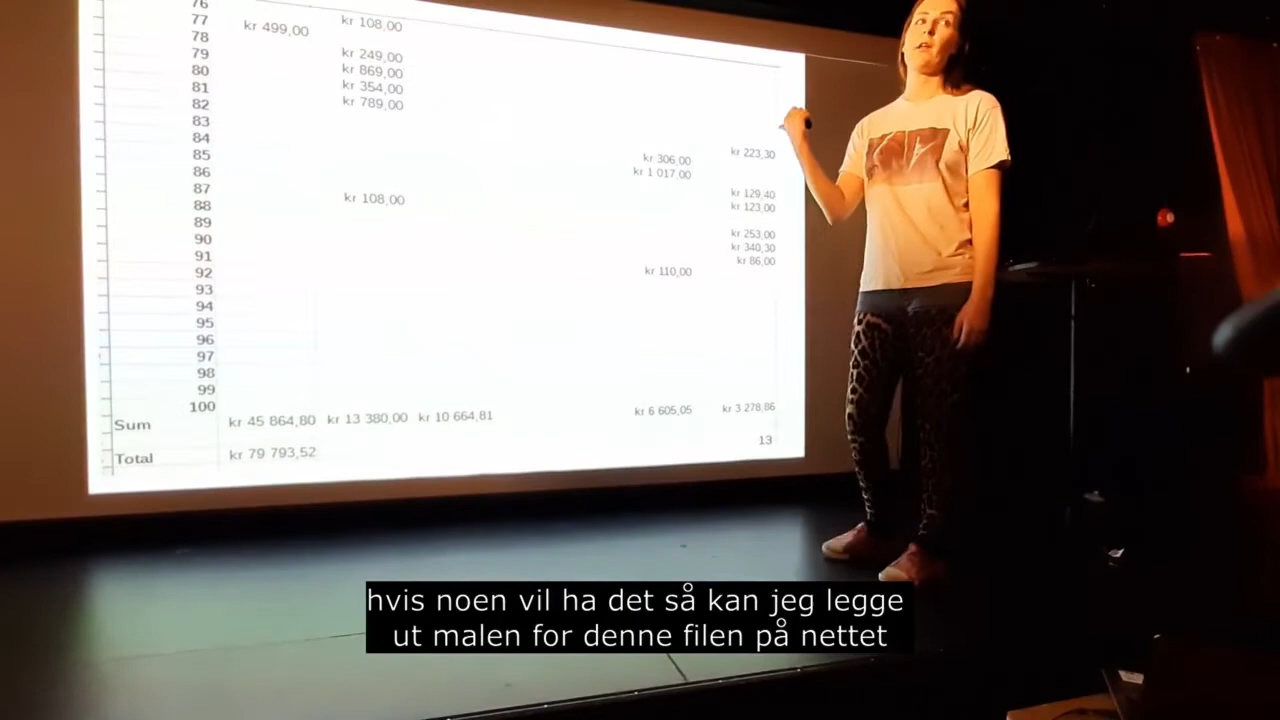 76
77 kr 499,00 kr 108,00
78
79 kr 249,00
80 kr 869,00
81 kr 354,00
82 kr 789,00
83
84
85 kr 306,00 kr 223,30
86 kr 1 017,00
87 kr 129,40
88 kr 108,00 kr 123,00
89
90 kr 253,00
91 kr 340,30
92 kr 110,00 kr 86,00
93
94
95
96
97
98
99
100
Sum kr 45 864,80 kr 13 380,00 kr 10 664,81 kr 6 605,05 kr 3 278,86
13
Total kr 79 793,52
hvis noen vil ha det så kan jeg legge
ut malen for denne filen på nettet